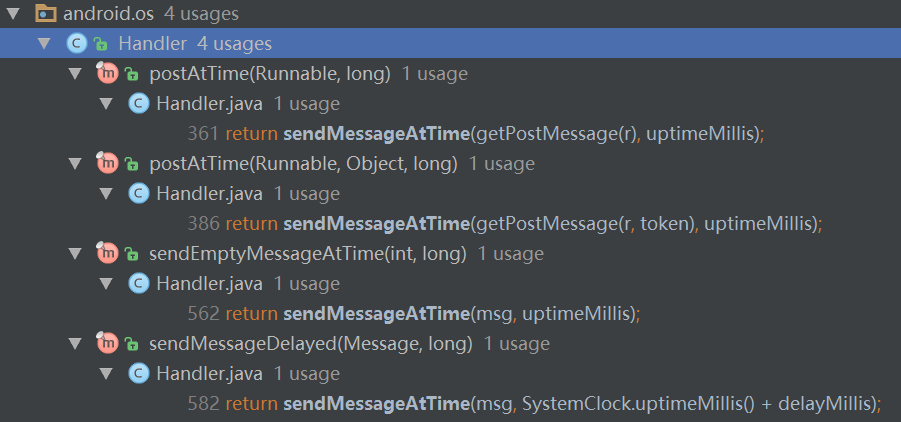 android.os 4 usages
Handler 4 usages
postAtTime(Runnable, long) 1 usage
Handler.java 1 usage
361 return sendMessageAtTime(getPostMessage(r), uptimeMillis);
postAtTime(Runnable, Object, long) 1 usage
Handler.java 1 usage
386 return sendMessageAtTime(getPostMessage(r, token), uptimeMillis);
sendEmptyMessageAtTime(int, long) 1 usage
Handler.java 1 usage
562 return sendMessageAtTime(msg, uptimeMillis);
sendMessageDelayed(Message, long) 1 usage
Handler.java 1 usage
582 return sendMessageAtTime(msg, SystemClock.uptimeMillis() + delayMillis);